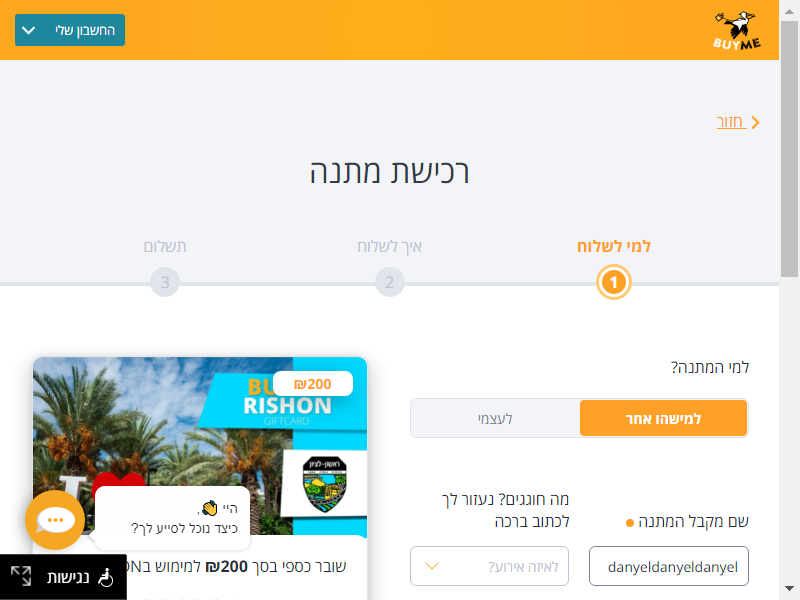 החשבון שלי
BUYME
חזור
רכישת מתנה
למי לשלוח
איך לשלוח
תשלום
1
2
3
למי המתנה?
למישהו אחר
לעצמי
שם מקבל המתנה
danyeldanyeldanyel
מה חוגגים? נעזור לך
לכתוב ברכה
לאיזה אירוע?
₪200
RISHON
GIFTCARD
ראשון-לציון
I
היי 👋,
כיצד נוכל לסייע לך?
שובר כספי בסך ₪200 למימוש ב
נגישות